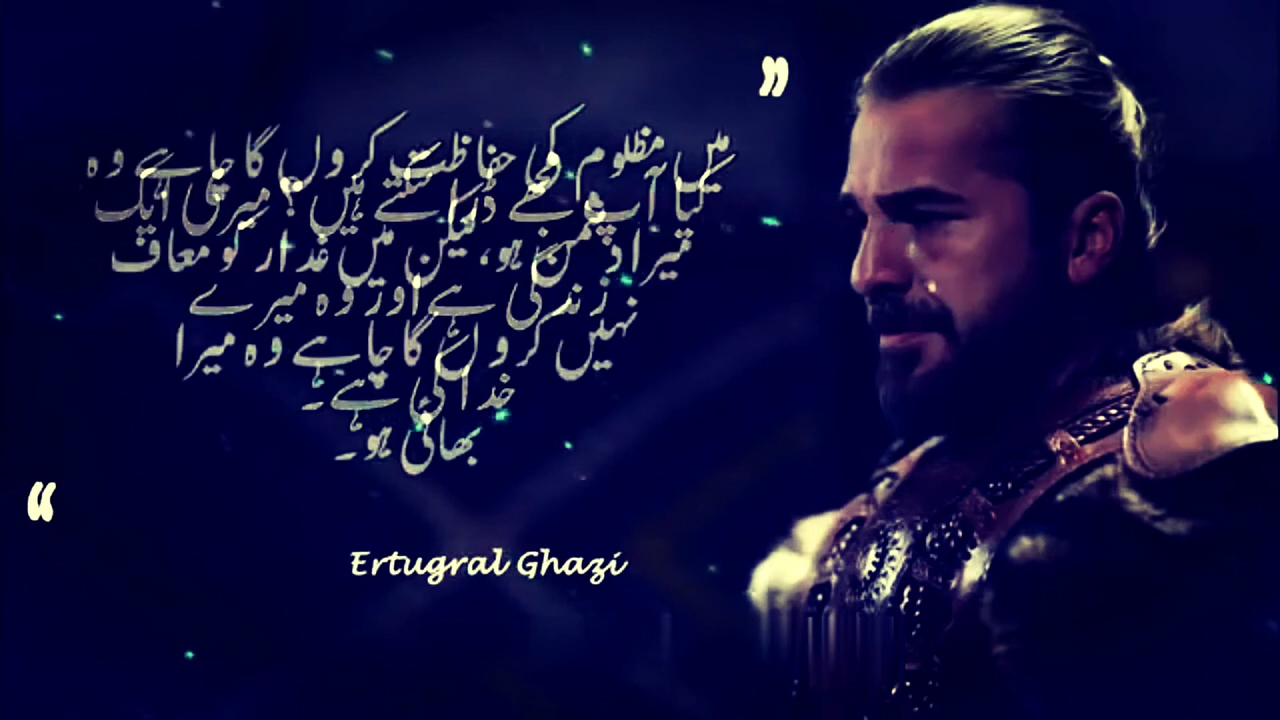 ”
میں مظلوم کی حفاظت کروں گا چاہے وہ
کیا آپ مجھے ڈرا سکتے ہیں؟ میری ایک
میرا دشمن ہو، لیکن میں غدار کو معاف
زندگی ہے اور وہ میرے
نہیں کروں گا چاہے وہ میرا
خدا کی ہے۔
بھائی ہو۔
“
Ertugral Ghazi